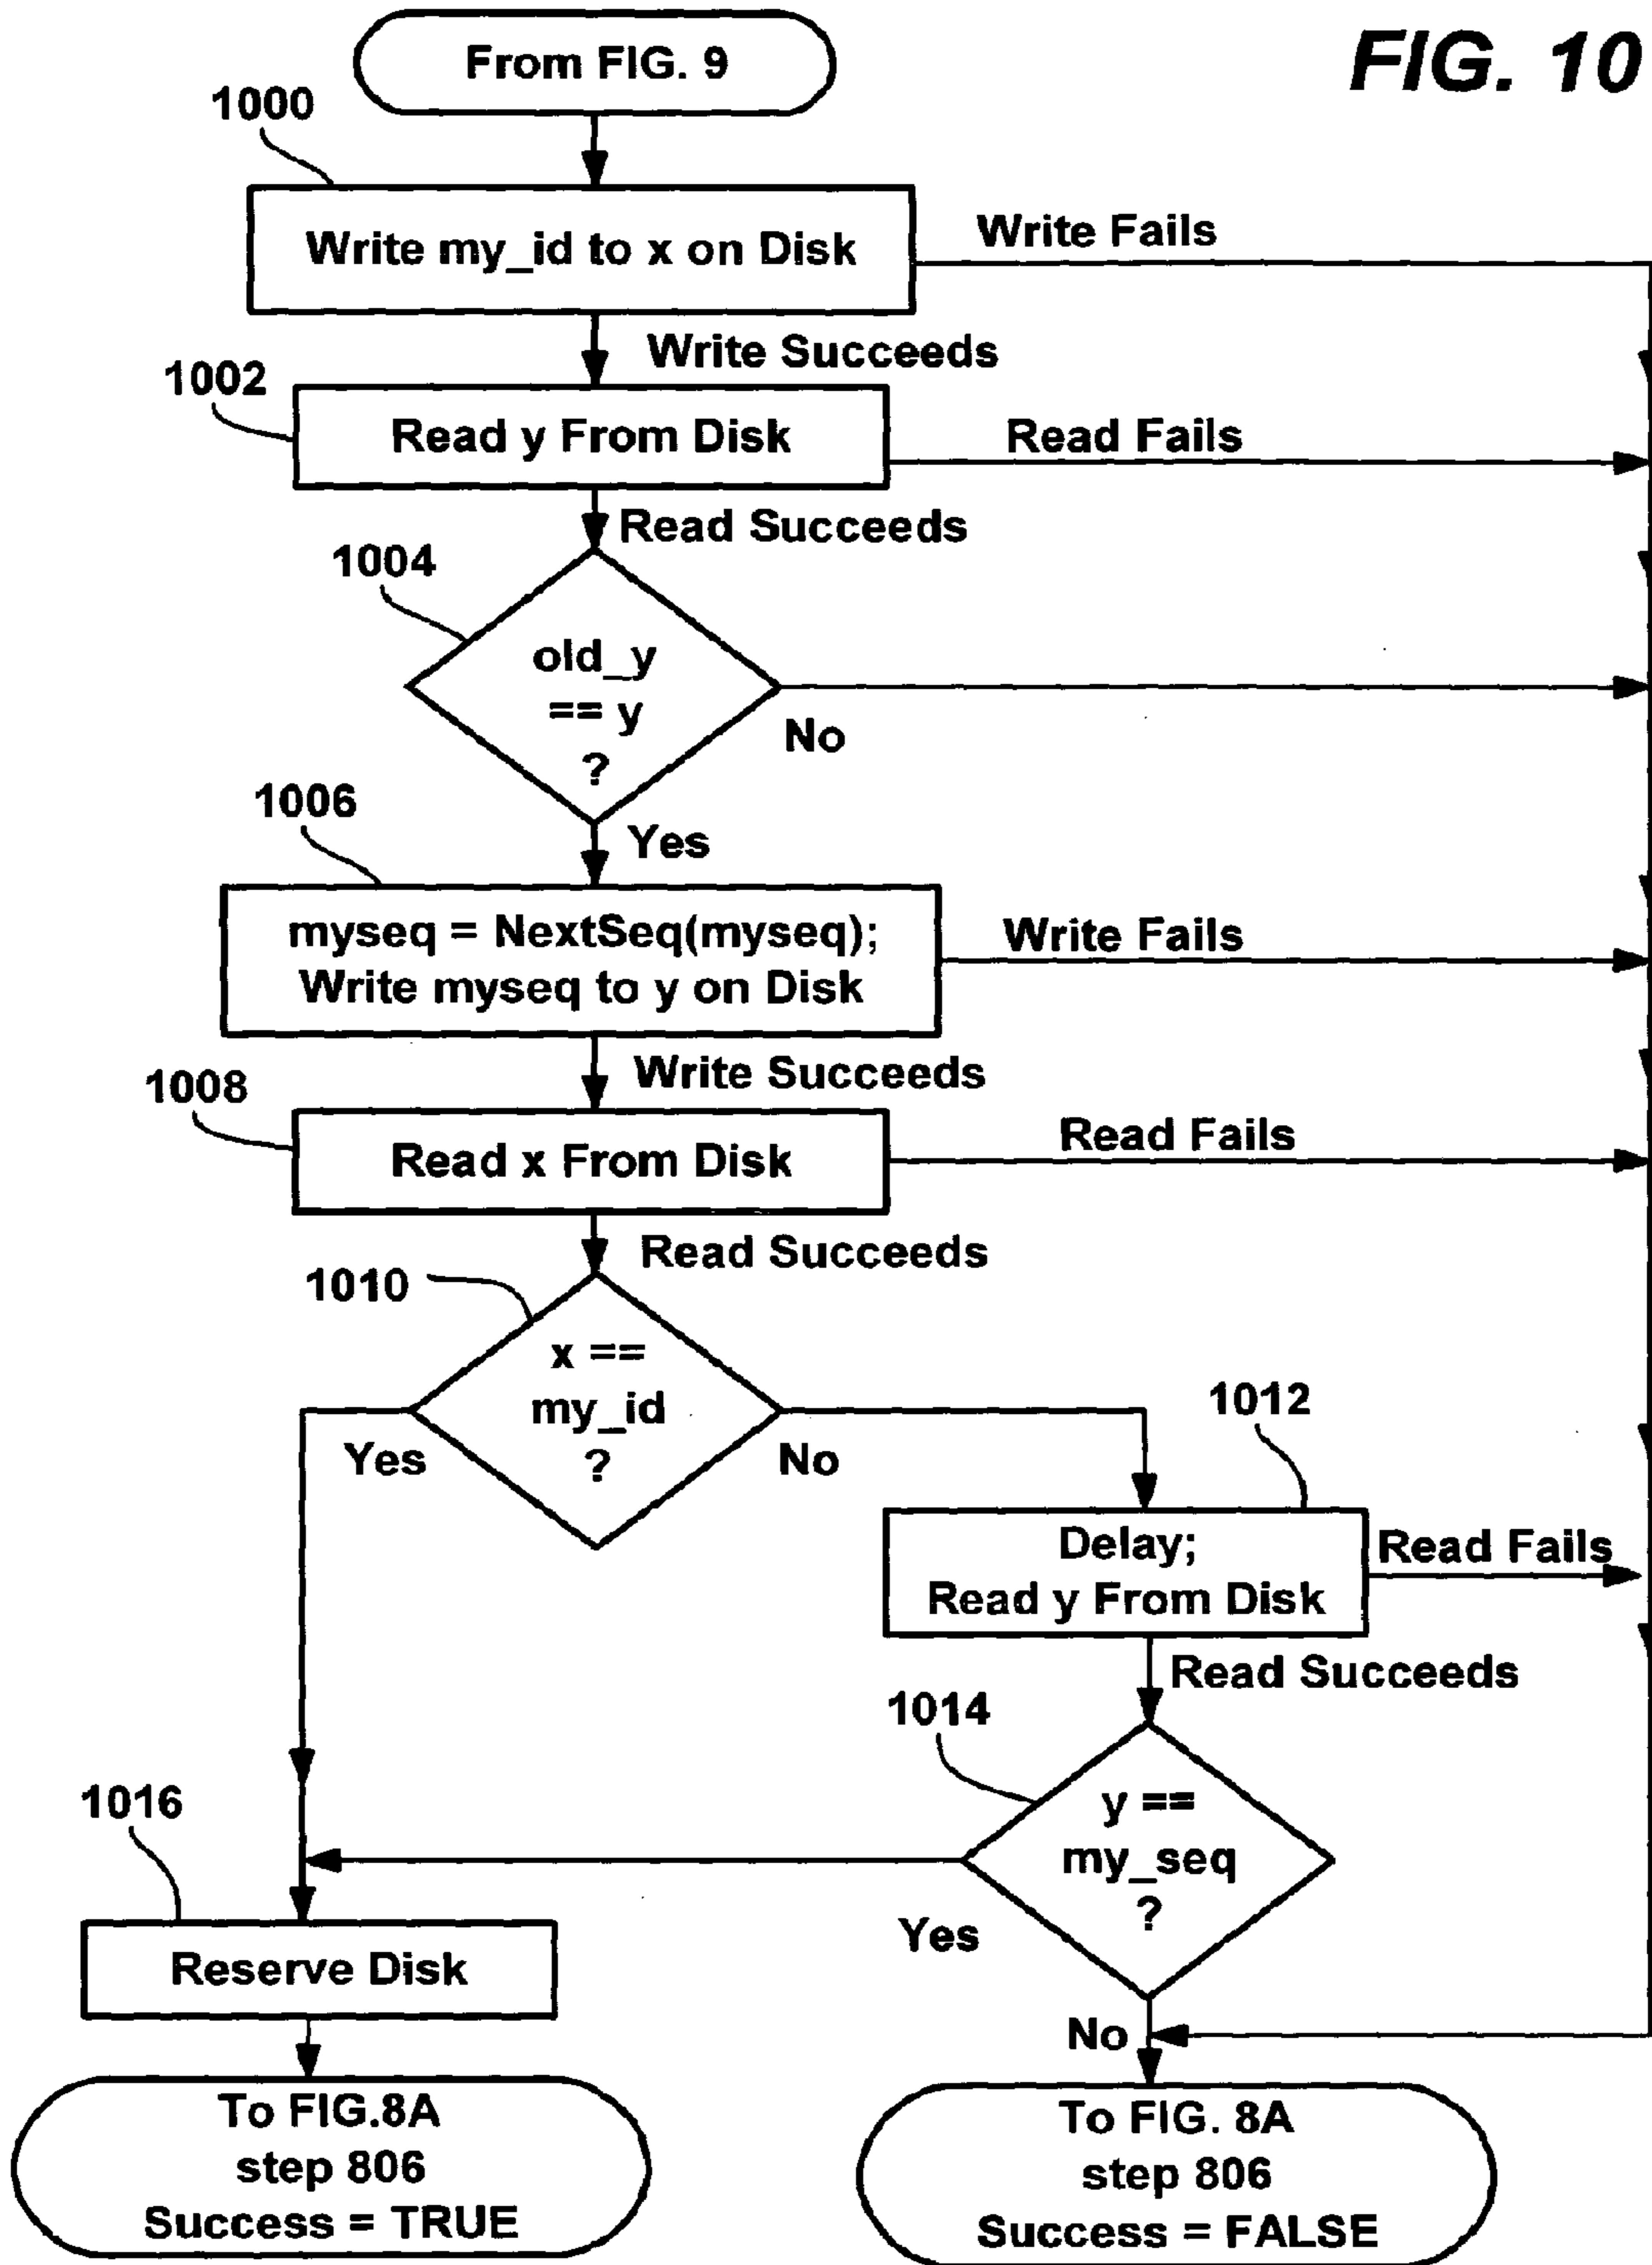 FIG. 10
From FIG. 9
1000
Write my_id to x on Disk
Write Fails
Write Succeeds
1002
Read y From Disk
Read Fails
Read Succeeds
1004
old_y
== y
?
No
Yes
1006
myseq = NextSeq(myseq);
Write myseq to y on Disk
Write Fails
Write Succeeds
1008
Read x From Disk
Read Fails
Read Succeeds
1010
x ==
my_id
?
Yes
No
1012
Delay;
Read y From Disk
Read Fails
Read Succeeds
1014
y ==
my_seq
?
Yes
No
1016
Reserve Disk
To FIG.8A
step 806
Success = TRUE
To FIG. 8A
step 806
Success = FALSE